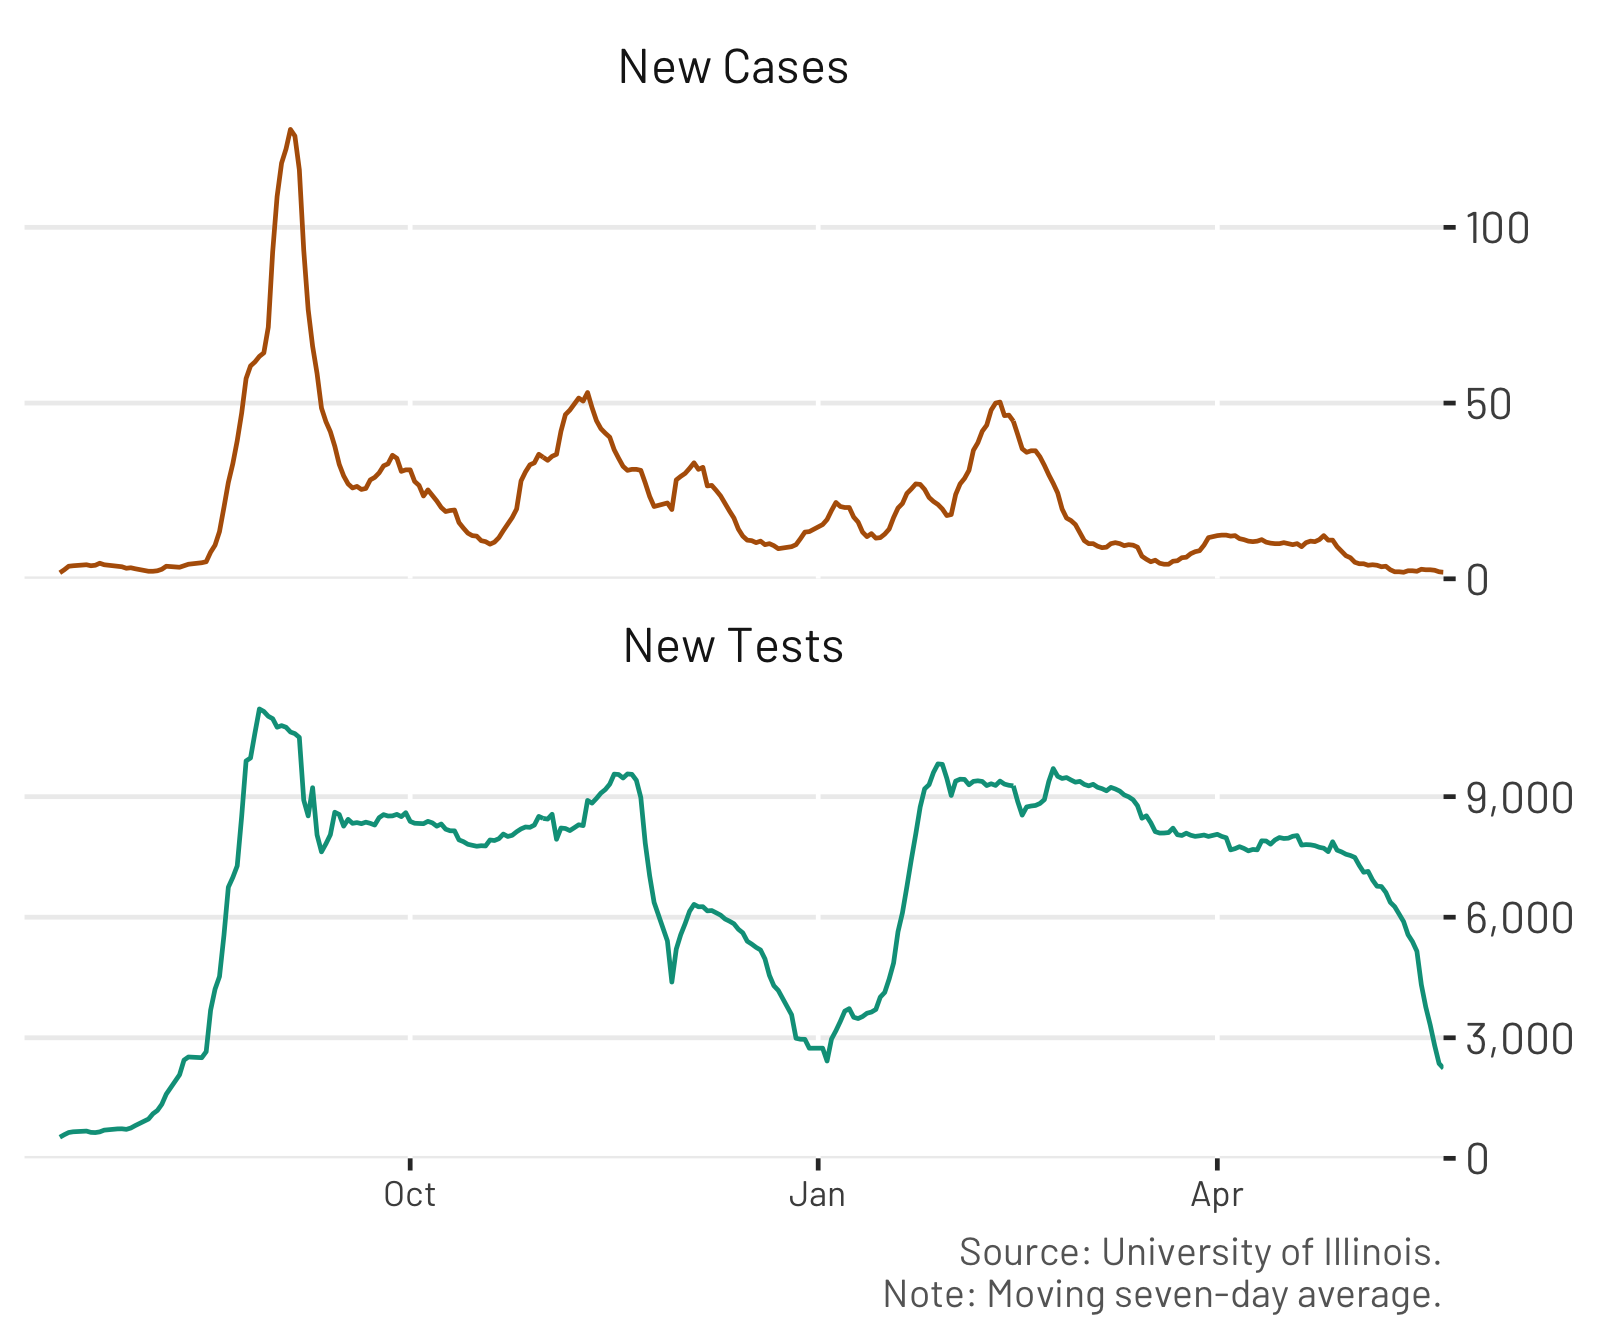 New Cases
100
50
0
New Tests
9,000
6,000
3,000
0
Oct Jan Apr
Source: University of Illinois.
Note: Moving seven-day average.